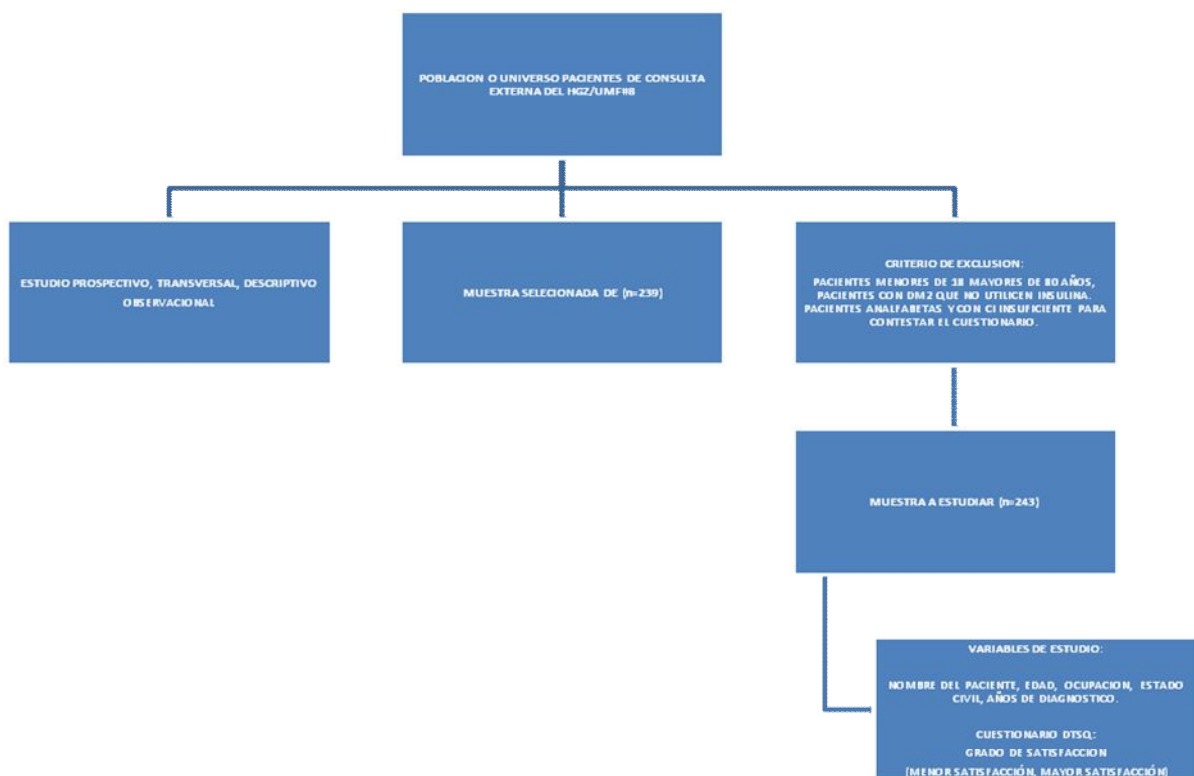 POBLACION O UNIVERSO PACIENTES DE CONSULTA
EXTERNA DEL HGZ/UMF#8
ESTUDIO PROSPECTIVO, TRANSVERSAL, DESCRIPTIVO
OBSERVACIONAL
MUESTRA SELECIONADA DE (n=239)
CRITERIO DE EXCLUSION:
PACIENTES MENORES DE 18 MAYORES DE 80 AÑOS,
PACIENTES CON DM2 QUE NO UTILICEN INSULINA.
PACIENTES ANALFABETAS Y CON CI INSUFICIENTE PARA
CONTESTAR EL CUESTIONARIO.
MUESTRA A ESTUDIAR (n=243)
VARIABLES DE ESTUDIO:
NOMBRE DEL PACIENTE, EDAD, OCUPACION, ESTADO
CIVIL, AÑOS DE DIAGNOSTICO.
CUESTIONARIO DTSQ:
GRADO DE SATISFACCION
(MENOR SATISFACCIÓN, MAYOR SATISFACCIÓN)